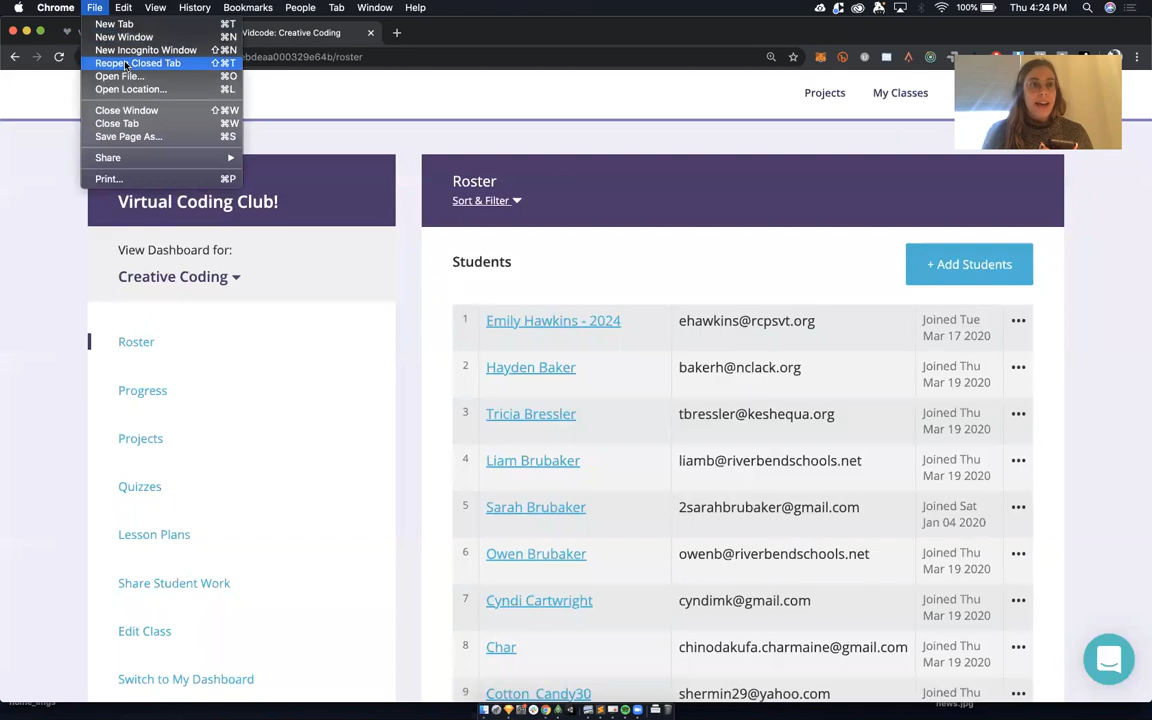 Chrome File Edit View History Bookmarks People Tab Window Help 100% Thu 4:24 PM
New Tab ⌘T
New Window ⌘N
New Incognito Window ⇧⌘N
Reopen Closed Tab ⇧⌘T
Open File... ⌘O
Open Location... ⌘L
Close Window ⇧⌘W
Close Tab ⌘W
Save Page As... ⌘S
Share
Print... ⌘P
Vidcode: Creative Coding
ebdeaa000329e64b/roster
Projects My Classes
Virtual Coding Club!
View Dashboard for:
Creative Coding
Roster
Progress
Projects
Quizzes
Lesson Plans
Share Student Work
Edit Class
Switch to My Dashboard
Roster
Sort & Filter
Students
+ Add Students
1 Emily Hawkins - 2024 ehawkins@rcpsvt.org Joined Tue
Mar 17 2020
2 Hayden Baker bakerh@nclack.org Joined Thu
Mar 19 2020
3 Tricia Bressler tbressler@keshequa.org Joined Thu
Mar 19 2020
4 Liam Brubaker liamb@riverbendschools.net Joined Thu
Mar 19 2020
5 Sarah Brubaker 2sarahbrubaker@gmail.com Joined Sat
Jan 04 2020
6 Owen Brubaker owenb@riverbendschools.net Joined Thu
Mar 19 2020
7 Cyndi Cartwright cyndimk@gmail.com Joined Thu
Mar 19 2020
8 Char chinodakufa.charmaine@gmail.com Joined Thu
Mar 19 2020
9 Cotton_Candy30 shermin29@yahoo.com Joined Thu
home_imgs
news.jpg